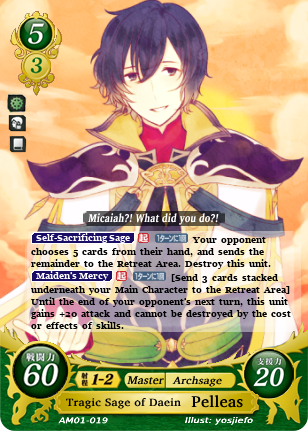 5
3
Micaiah?! What did you do?!
Self-Sacrificing Sage 起 1ターンに1回 Your opponent
chooses 5 cards from their hand, and sends the
remainder to the Retreat Area. Destroy this unit.
Maiden's Mercy 起 1ターンに1回 [Send 3 cards stacked
underneath your Main Character to the Retreat Area]
Until the end of your opponent's next turn, this unit
gains +20 attack and cannot be destroyed by the cost
or effects of skills.
戦闘力 60
射程 1-2 Master Archsage
支援力 20
Tragic Sage of Daein Pelleas
AM01-019 Illust: yosjiefo